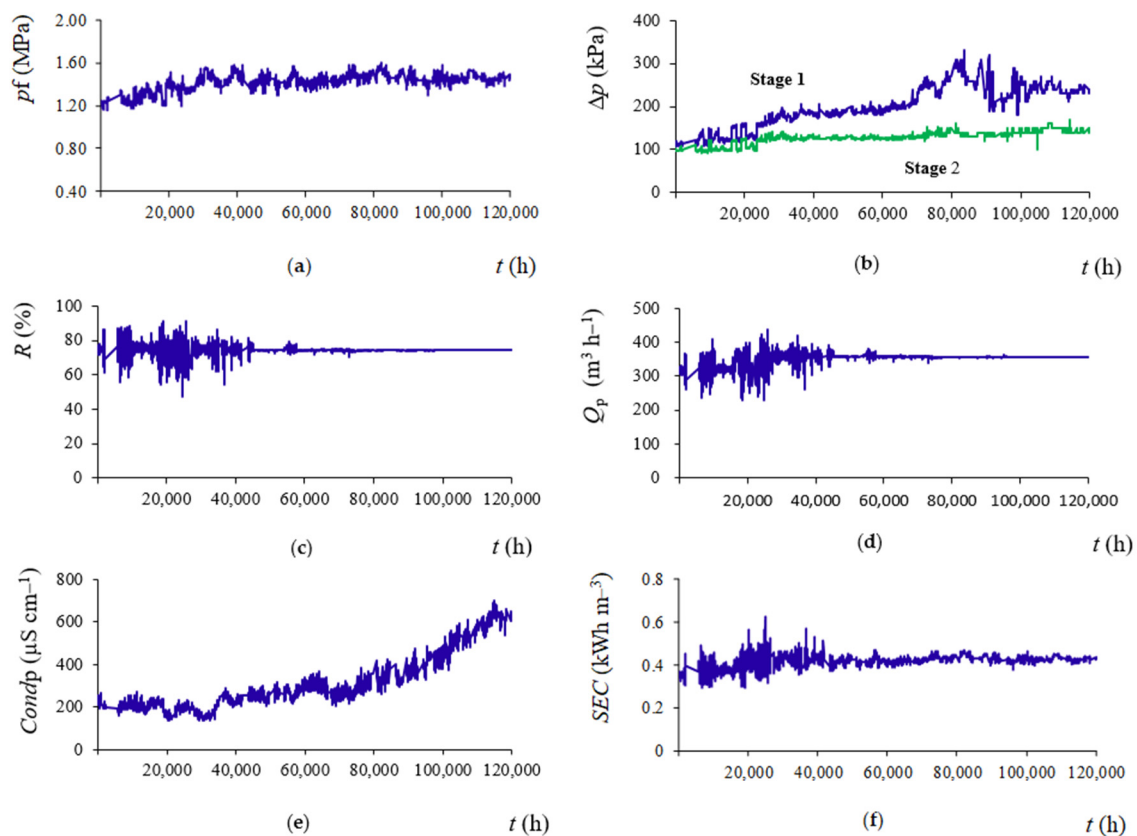 pf (MPa)
2.00
1.60
1.20
0.80
0.40
20,000 40,000 60,000 80,000 100,000 120,000
(a) t (h)
Δp (kPa)
400
300
200
100
0
Stage 1
Stage 2
20,000 40,000 60,000 80,000 100,000 120,000
(b) t (h)
R (%)
100
80
60
40
20
0
20,000 40,000 60,000 80,000 100,000 120,000
(c) t (h)
Qp (m³ h⁻¹)
500
400
300
200
100
0
20,000 40,000 60,000 80,000 100,000 120,000
(d) t (h)
Condp (µS cm⁻¹)
800
600
400
200
0
20,000 40,000 60,000 80,000 100,000 120,000
(e) t (h)
SEC (kWh m⁻³)
0.8
0.6
0.4
0.2
0
20,000 40,000 60,000 80,000 100,000 120,000
(f) t (h)